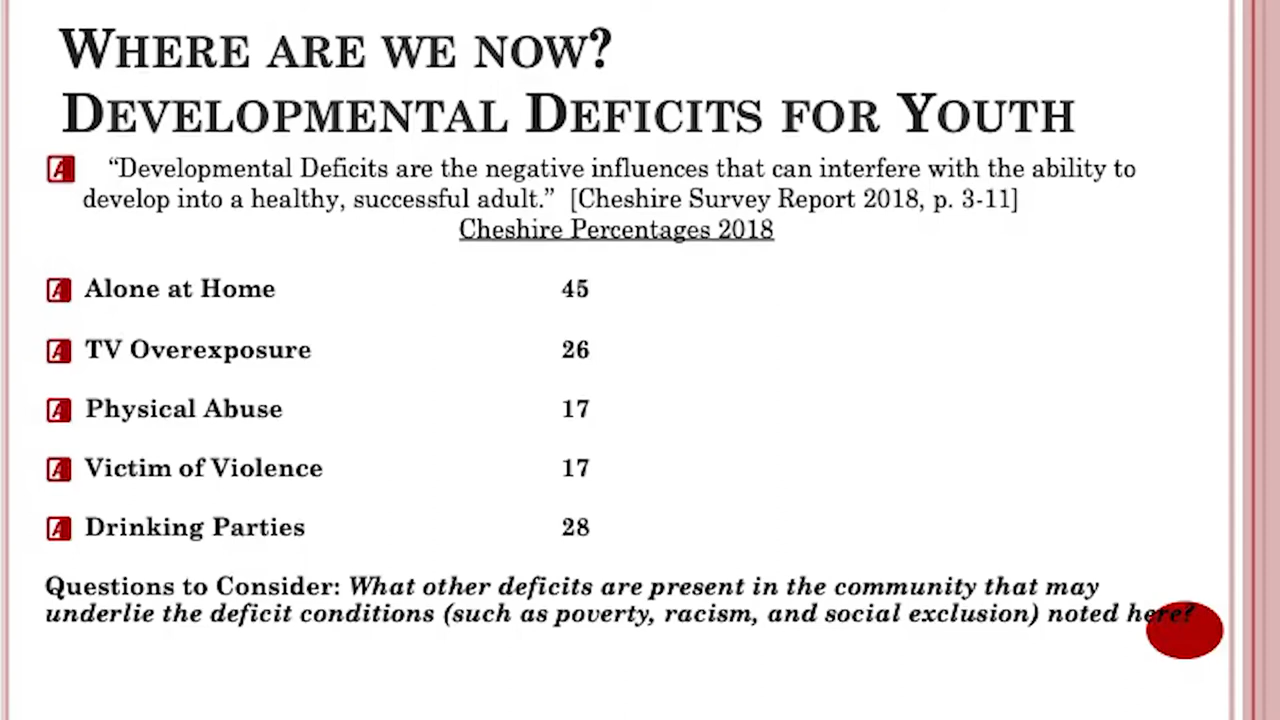 WHERE ARE WE NOW?
DEVELOPMENTAL DEFICITS FOR YOUTH
“Developmental Deficits are the negative influences that can interfere with the ability to
develop into a healthy, successful adult.” [Cheshire Survey Report 2018, p. 3-11]
Cheshire Percentages 2018
Alone at Home 45
TV Overexposure 26
Physical Abuse 17
Victim of Violence 17
Drinking Parties 28
Questions to Consider: What other deficits are present in the community that may
underlie the deficit conditions (such as poverty, racism, and social exclusion) noted here?